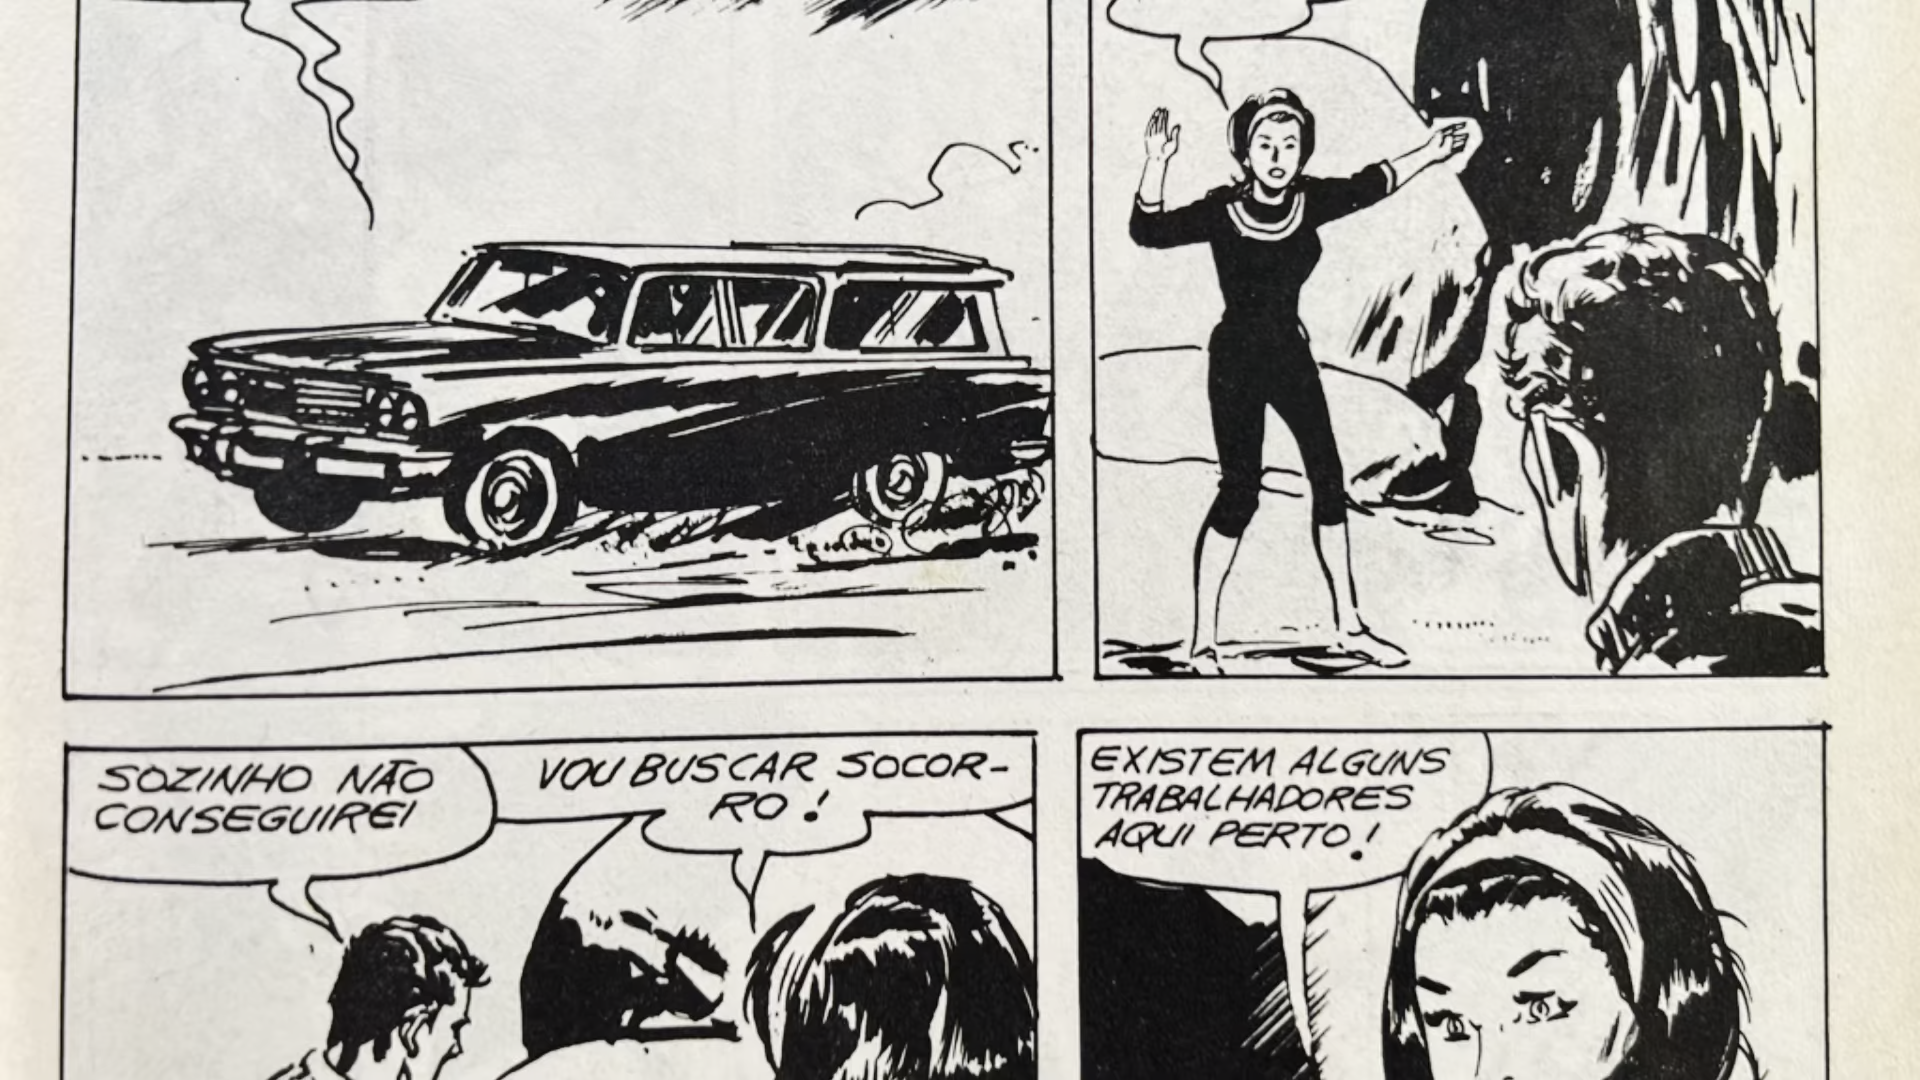 SOZINHO NÃO
CONSEGUIREI
VOU BUSCAR SOCOR-
RO!
EXISTEM ALGUNS
TRABALHADORES
AQUI PERTO!